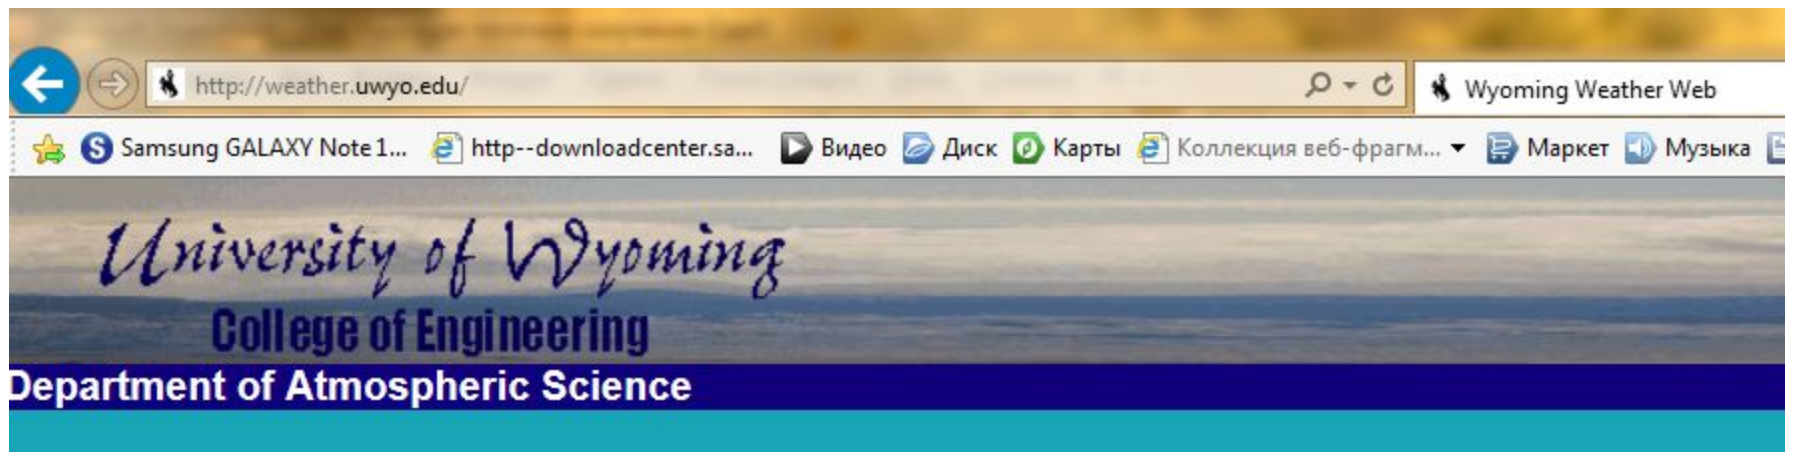 http://weather.uwyo.edu/ Wyoming Weather Web
Samsung GALAXY Note 1... http--downloadcenter.sa... Видео Диск Карты Коллекция веб-фрагм... Маркет Музыка
University of Wyoming
College of Engineering
Department of Atmospheric Science